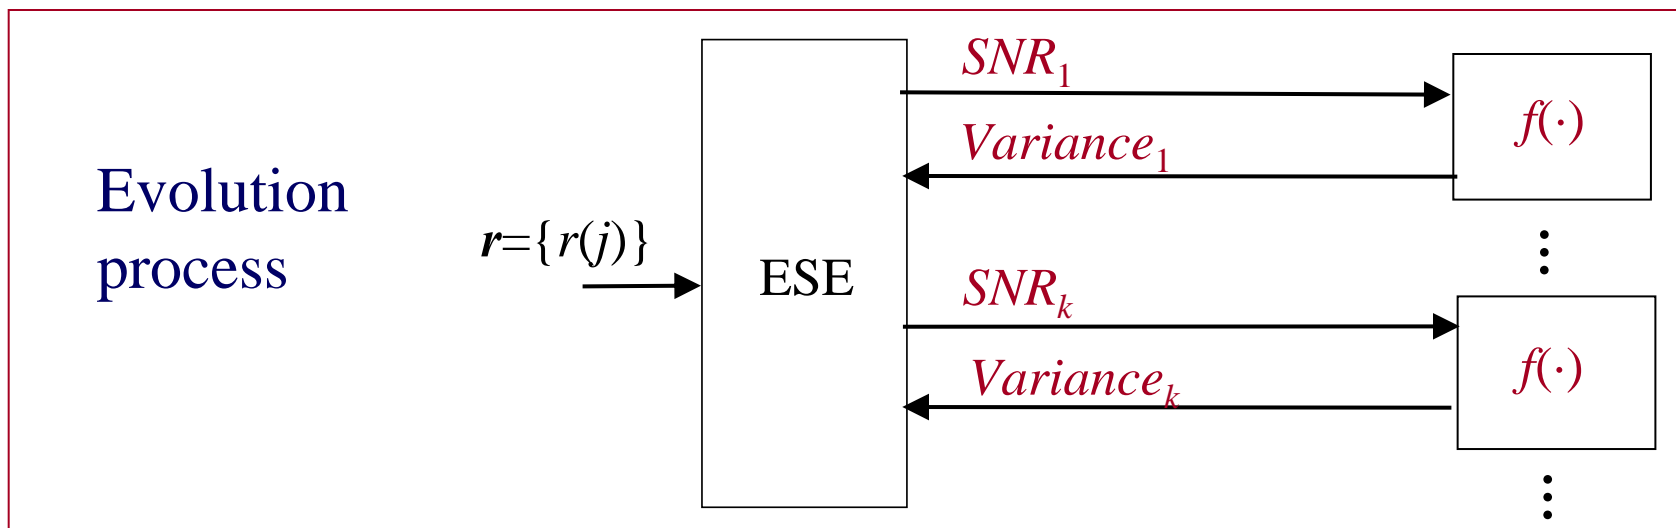 Evolution
process
r={r(j)}
ESE
SNR₁
Variance₁
f(·)
⋮
SNRₖ
Varianceₖ
f(·)
⋮